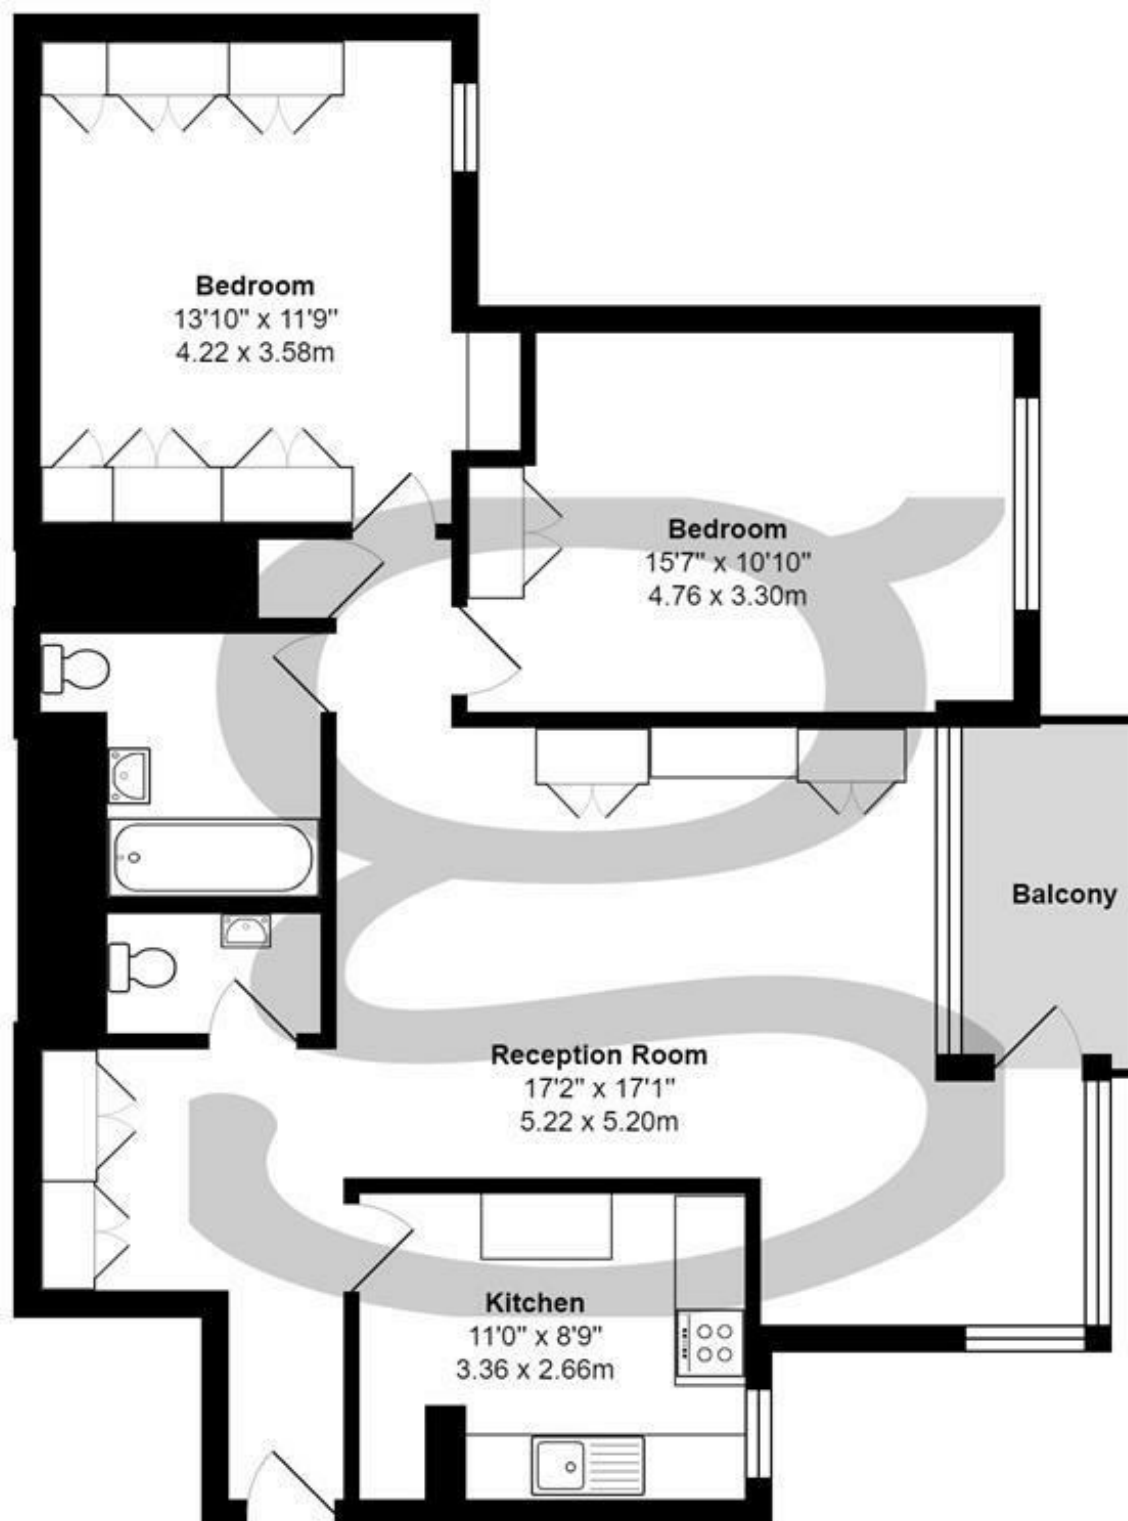 Bedroom
13'10" x 11'9"
4.22 x 3.58m
Bedroom
15'7" x 10'10"
4.76 x 3.30m
Balcony
Reception Room
17'2" x 17'1"
5.22 x 5.20m
Kitchen
11'0" x 8'9"
3.36 x 2.66m